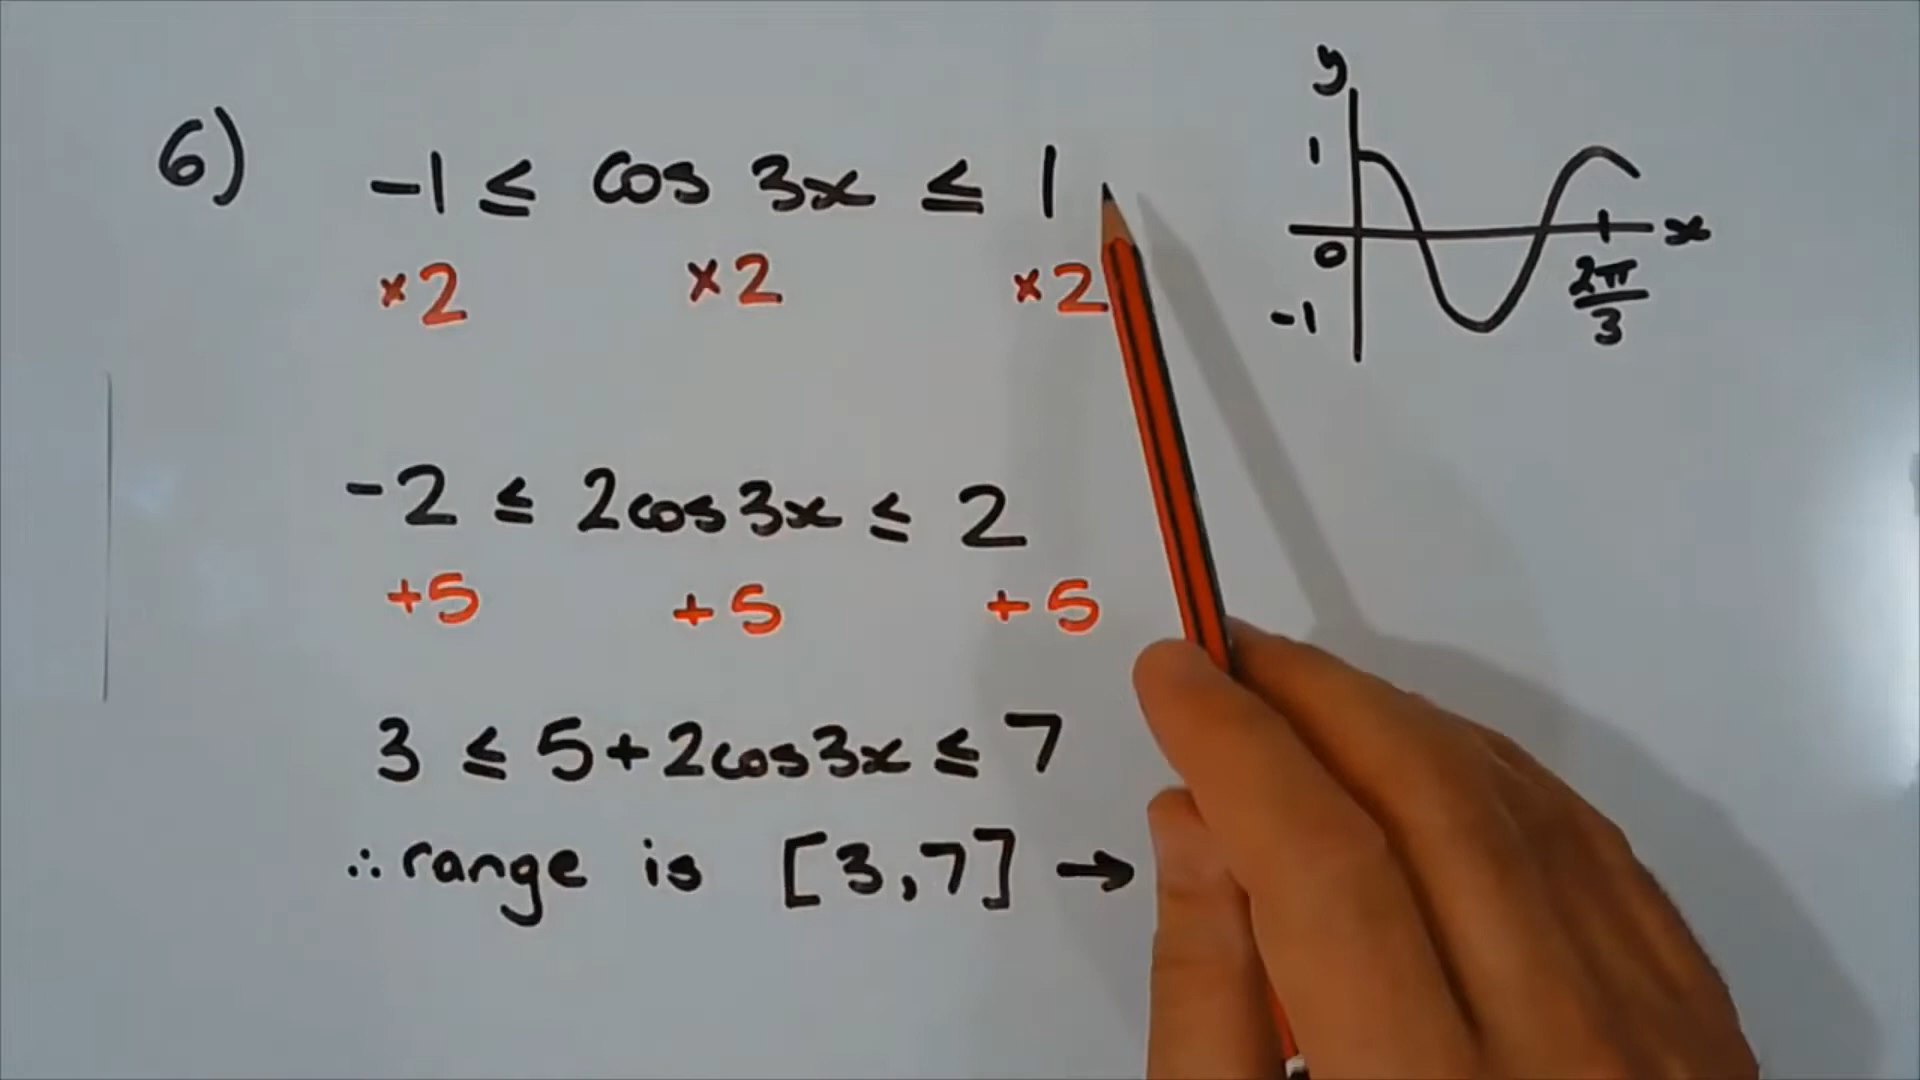 6) -1 ≤ cos 3x ≤ 1
×2 ×2 ×2
-2 ≤ 2cos3x ≤ 2
+5 +5 +5
3 ≤ 5+2cos3x ≤ 7
∴ range is [3,7] →
y
1
0
-1
2π/3
x